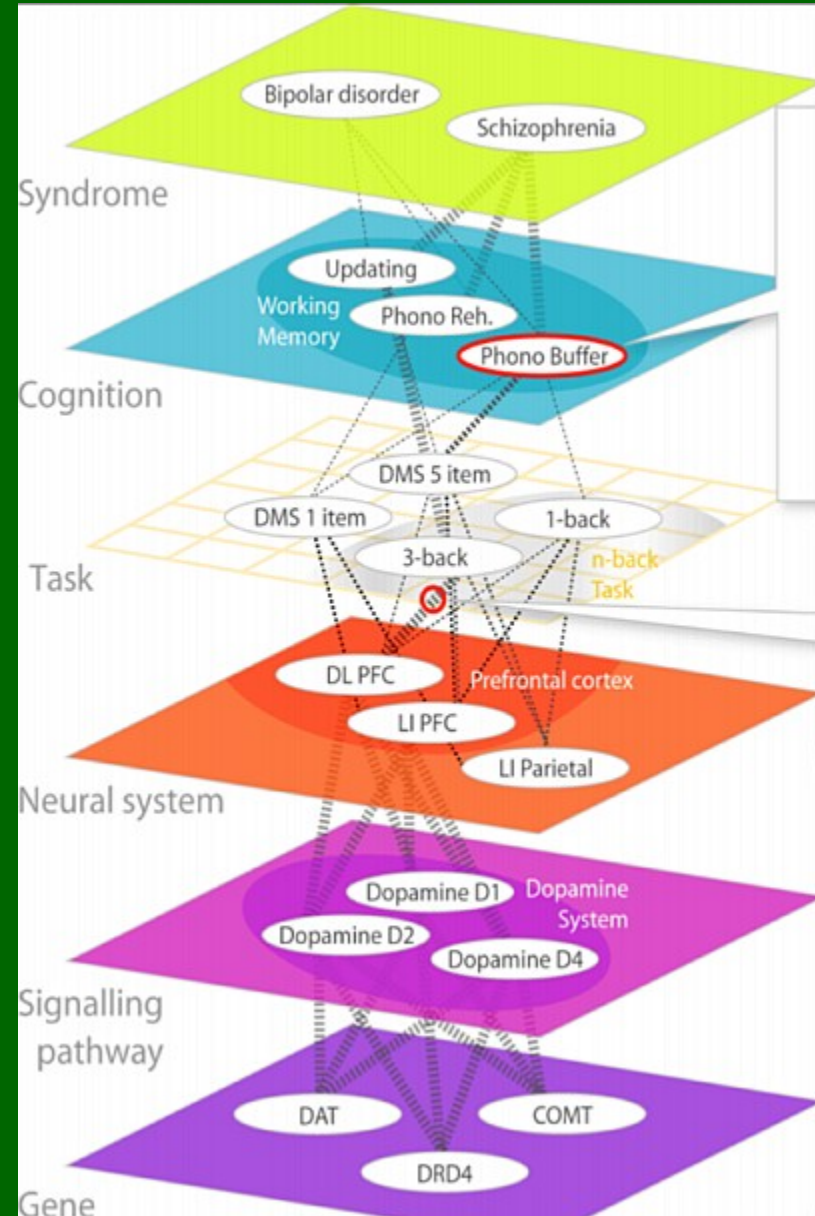 Bipolar disorder
Schizophrenia
Syndrome
Updating
Working
Memory
Phono Reh.
Phono Buffer
Cognition
DMS 5 item
DMS 1 item
1-back
3-back
n-back
Task
Task
DL PFC
Prefrontal cortex
LI PFC
LI Parietal
Neural system
Dopamine D1
Dopamine
System
Dopamine D2
Dopamine D4
Signalling
pathway
DAT
COMT
DRD4
Gene